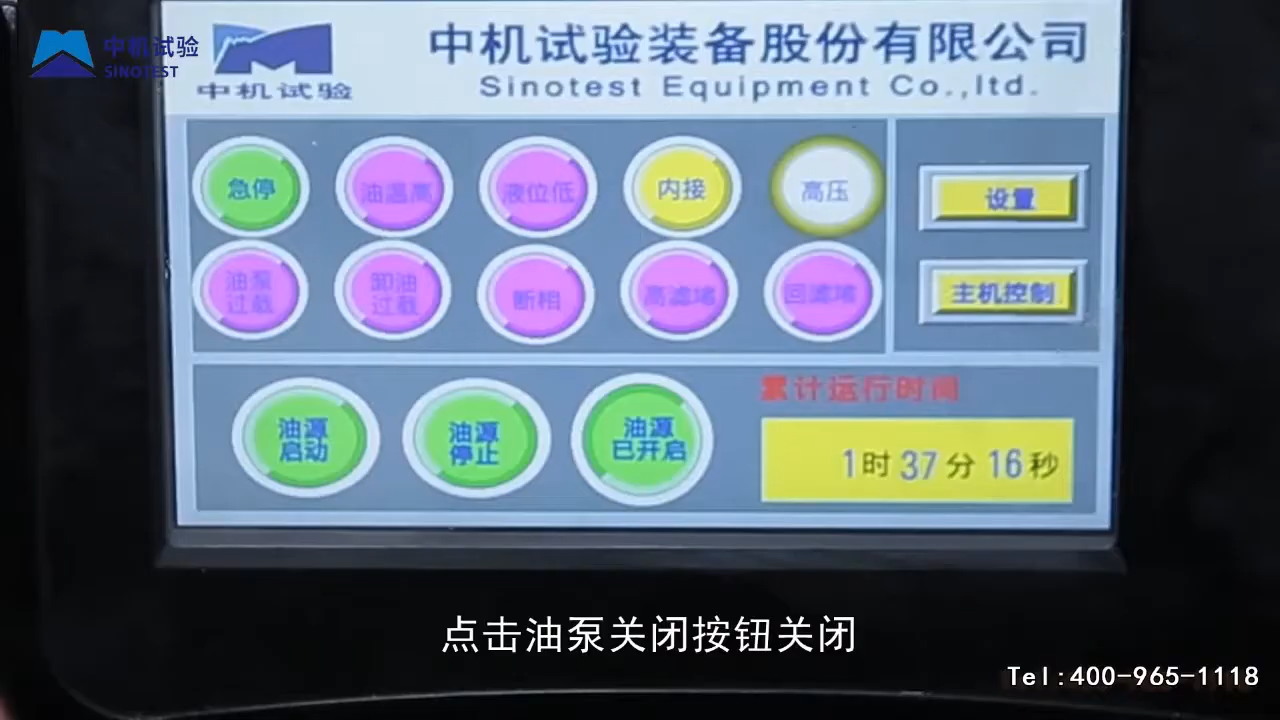 中机试验
SINOTEST
中机试验
中机试验装备股份有限公司
Sinotest Equipment Co.,ltd.
急停
油温高
液位低
内接
高压
设置
油泵
过载
卸油
过载
断相
高滤堵
回滤堵
主机控制
油源
启动
油源
停止
油源
已开启
累计运行时间
1时37分16秒
点击油泵关闭按钮关闭
Tel:400-965-1118